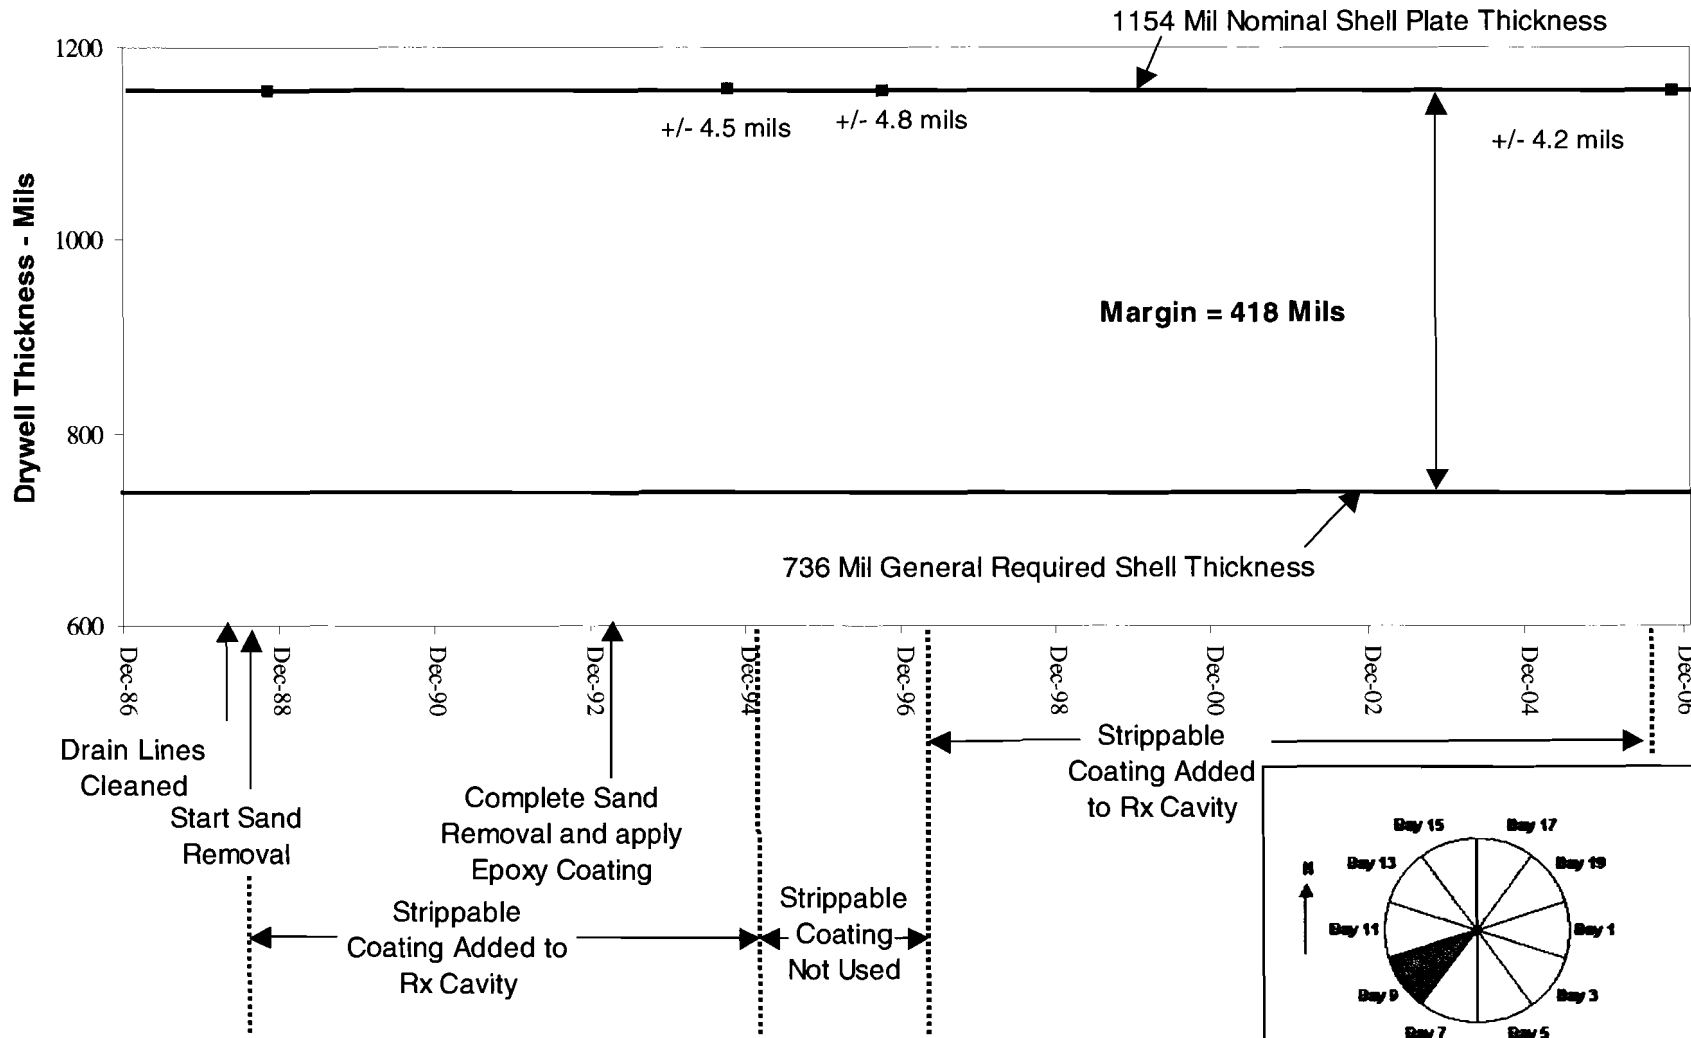 1154 Mil Nominal Shell Plate Thickness
1200
+/- 4.5 mils
+/- 4.8 mils
+/- 4.2 mils
Drywell Thickness - Mils
1000
Margin = 418 Mils
800
736 Mil General Required Shell Thickness
600
Dec-86
Dec-88
Dec-90
Dec-92
Dec-94
Dec-96
Dec-98
Dec-00
Dec-02
Dec-04
Dec-06
Drain Lines
Cleaned
Start Sand
Removal
Complete Sand
Removal and apply
Epoxy Coating
Strippable
Coating Added
to Rx Cavity
Strippable
Coating Added to
Rx Cavity
Strippable
Coating
Not Used
Bay 15
Bay 17
Bay 13
Bay 19
N
Bay 11
Bay 1
Bay 9
Bay 3
Bay 7
Bay 5